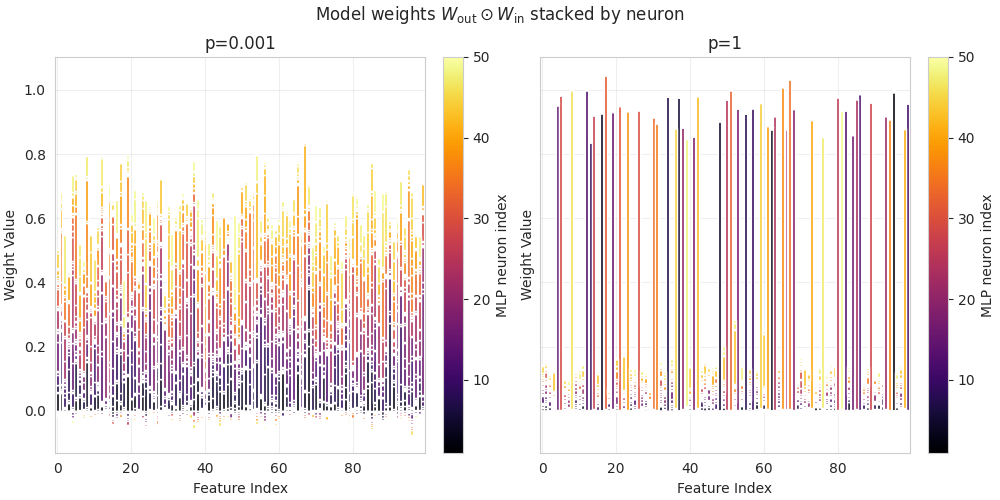 Model weights W_out ⊙ W_in stacked by neuron
p=0.001
p=1
1.0
0.8
0.6
0.4
0.2
0.0
Weight Value
0
20
40
60
80
Feature Index
50
40
30
20
10
MLP neuron index
Weight Value
0
20
40
60
80
Feature Index
50
40
30
20
10
MLP neuron index